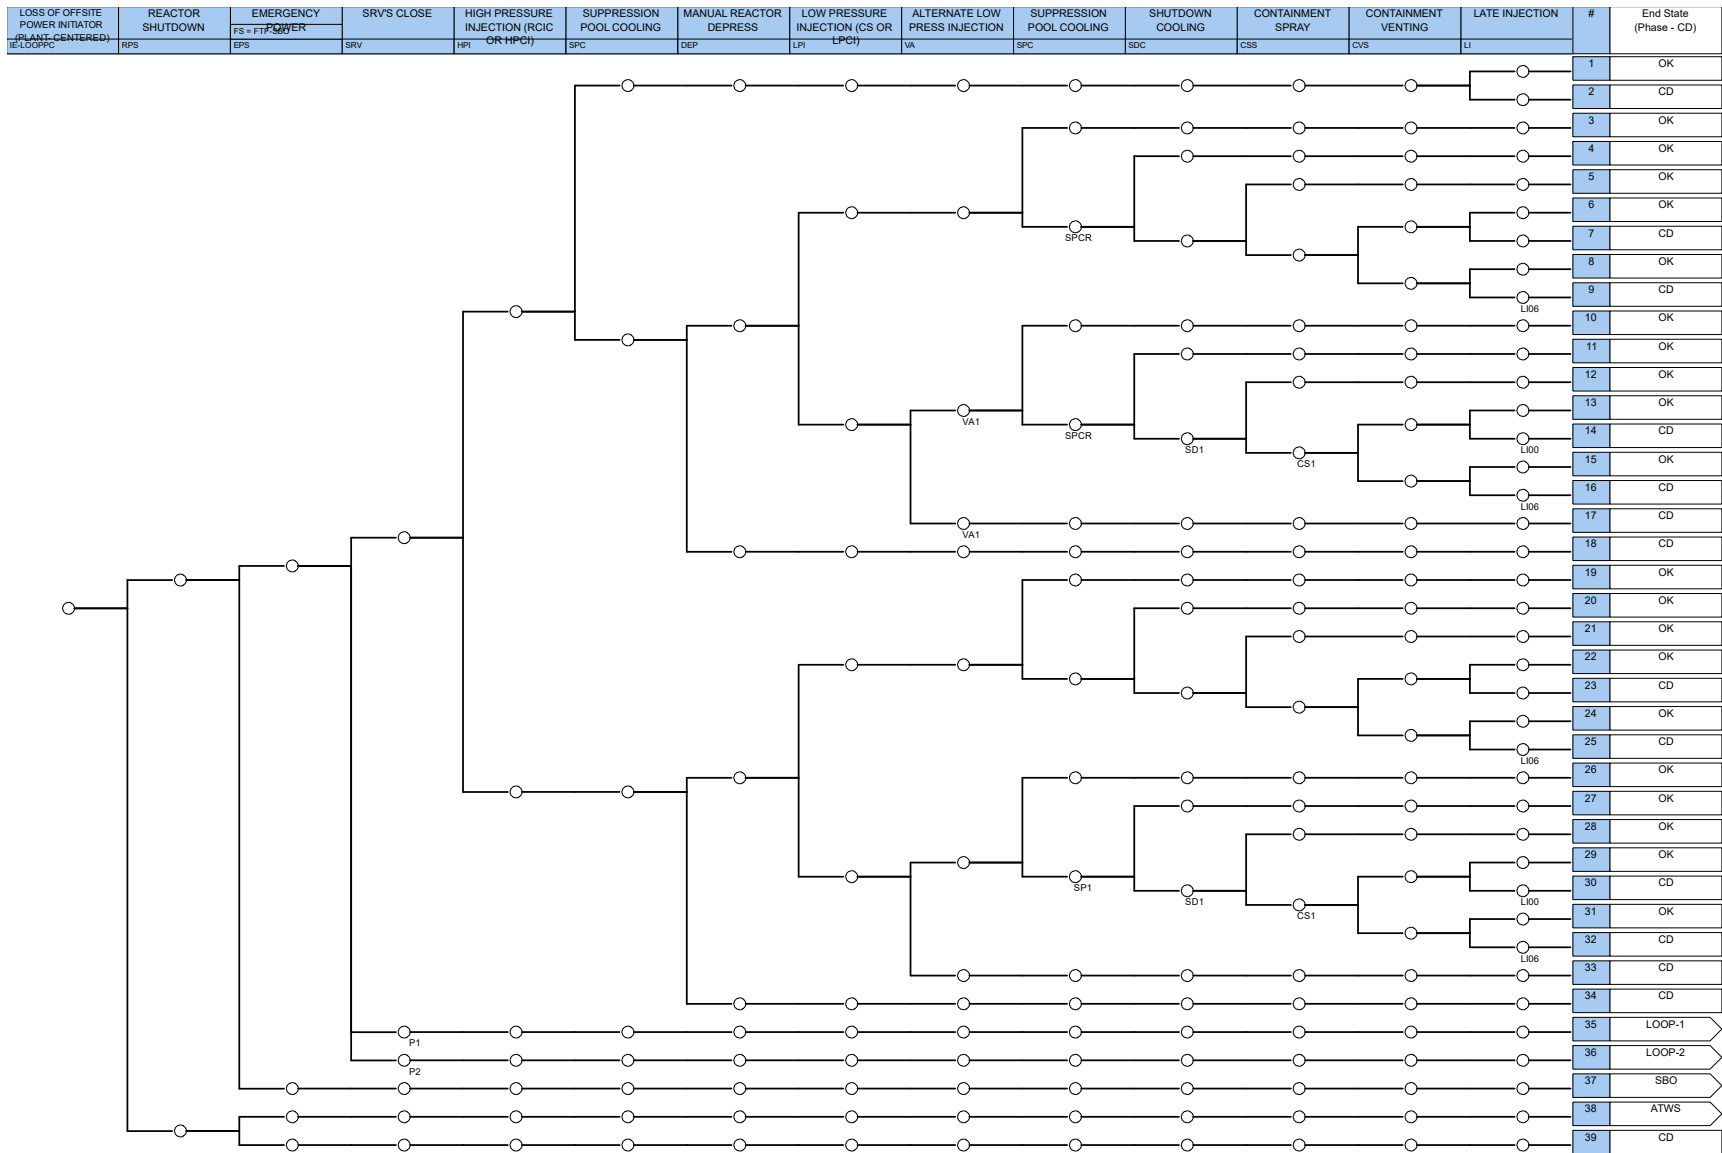 LOSS OF OFFSITE
POWER INITIATOR
(PLANT- CENTERED)
IE-LOOPPC
REACTOR
SHUTDOWN
RPS
EMERGENCY
POWER
FS = FTF-SBO
EPS
SRV'S CLOSE
SRV
HIGH PRESSURE
INJECTION (RCIC
OR HPCI)
HPI
SUPPRESSION
POOL COOLING
SPC
MANUAL REACTOR
DEPRESS
DEP
LOW PRESSURE
INJECTION (CS OR
LPCI)
LPI
ALTERNATE LOW
PRESS INJECTION
VA
SUPPRESSION
POOL COOLING
SPC
SHUTDOWN
COOLING
SDC
CONTAINMENT
SPRAY
CSS
CONTAINMENT
VENTING
CVS
LATE INJECTION
LI
#
End State
(Phase - CD)
1 OK
2 CD
3 OK
4 OK
5 OK
6 OK
SPCR
7 CD
8 OK
9 CD
LI06
10 OK
11 OK
12 OK
13 OK
VA1
SPCR
14 CD
SD1
LI00
CS1
15 OK
16 CD
LI06
17 CD
VA1
18 CD
19 OK
20 OK
21 OK
22 OK
23 CD
24 OK
25 CD
LI06
26 OK
27 OK
28 OK
29 OK
SP1
30 CD
SD1
LI00
CS1
31 OK
32 CD
LI06
33 CD
34 CD
35 LOOP-1
P1
36 LOOP-2
P2
37 SBO
38 ATWS
39 CD